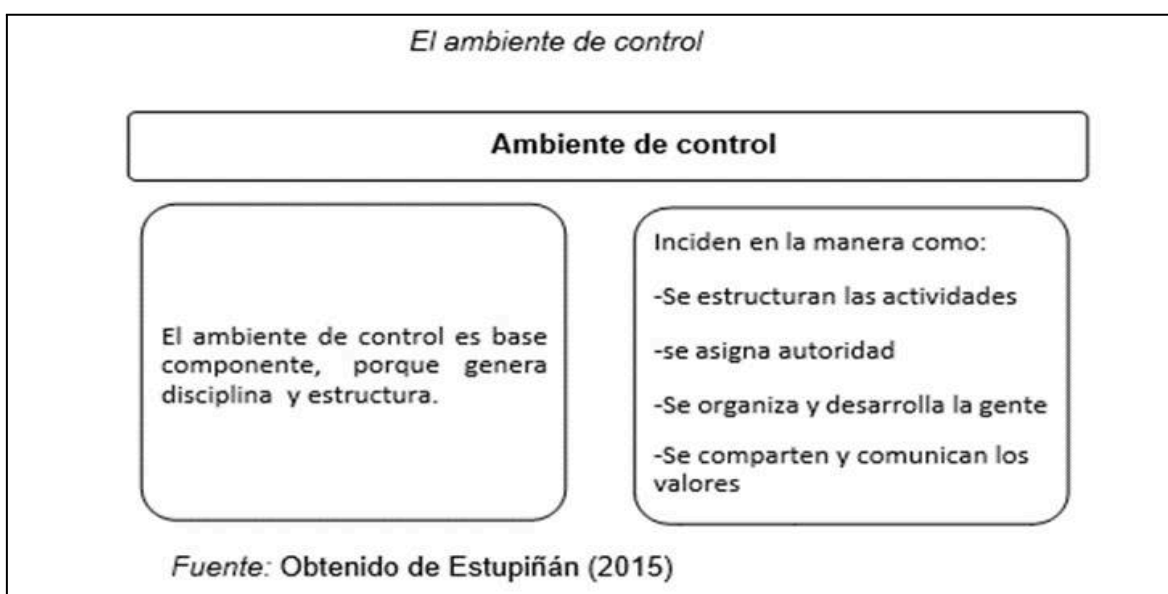 El ambiente de control
Ambiente de control
El ambiente de control es base
componente, porque genera
disciplina y estructura.
Inciden en la manera como:
-Se estructuran las actividades
-se asigna autoridad
-Se organiza y desarrolla la gente
-Se comparten y comunican los
valores
Fuente: Obtenido de Estupiñán (2015)